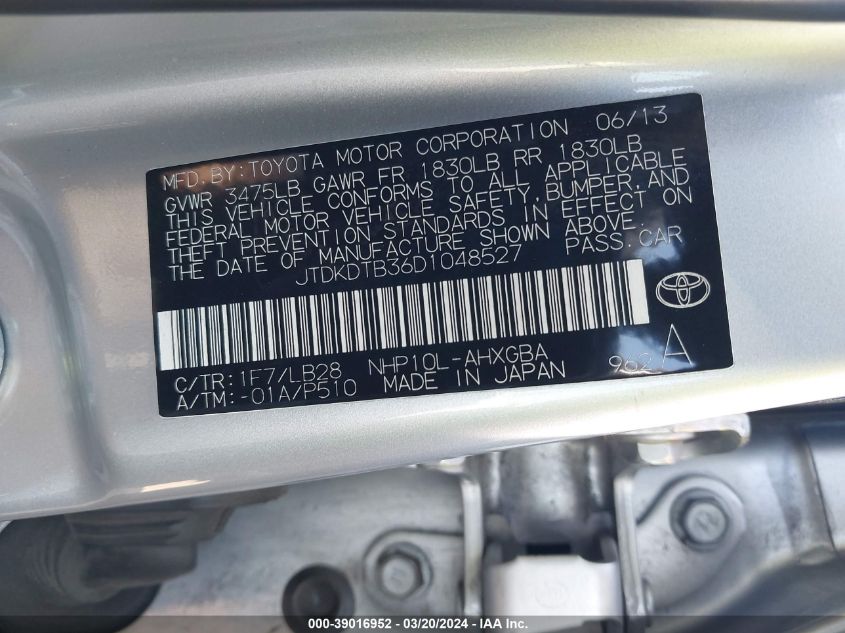 MFD.BY:TOYOTA MOTOR CORPORATION 06/13
GVWR 3475LB GAWR FR 1830LB RR 1830LB
THIS VEHICLE CONFORMS TO ALL APPLICABLE
FEDERAL MOTOR VEHICLE SAFETY,BUMPER,AND
THEFT PREVENTION STANDARDS IN EFFECT ON
THE DATE OF MANUFACTURE SHOWN ABOVE.
JTDKDTB36D1048527 PASS.CAR
C/TR:1F7/LB28 NHP10L-AHXGBA A
A/TM:-01A/P510 MADE IN JAPAN 962
000-39016952 - 03/20/2024 - IAA Inc.